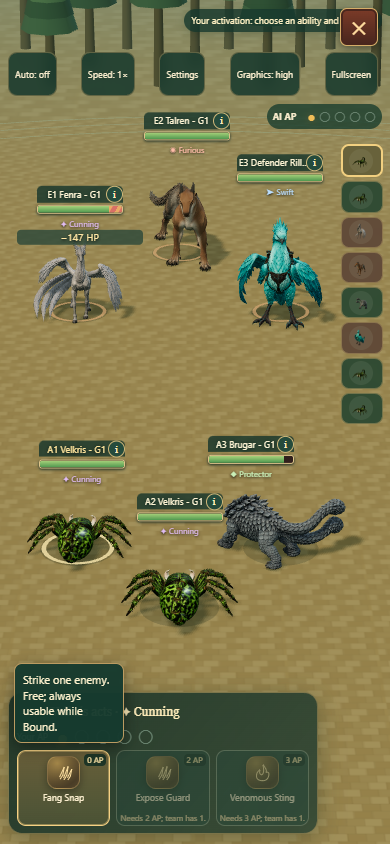 Your activation: choose an ability and
Auto: off
Speed: 1×
Settings
Graphics: high
Fullscreen
AI AP
E2 Talren - G1
Furious
E3 Defender Rill...
Swift
E1 Fenra - G1
Cunning
−147 HP
A1 Velkris - G1
Cunning
A3 Brugar - G1
Protector
A2 Velkris - G1
Cunning
Strike one enemy.
Free; always
usable while
Bound.
Cunning
0 AP
2 AP
3 AP
Fang Snap
Expose Guard
Venomous Sting
Needs 2 AP; team has 1.
Needs 3 AP; team has 1.